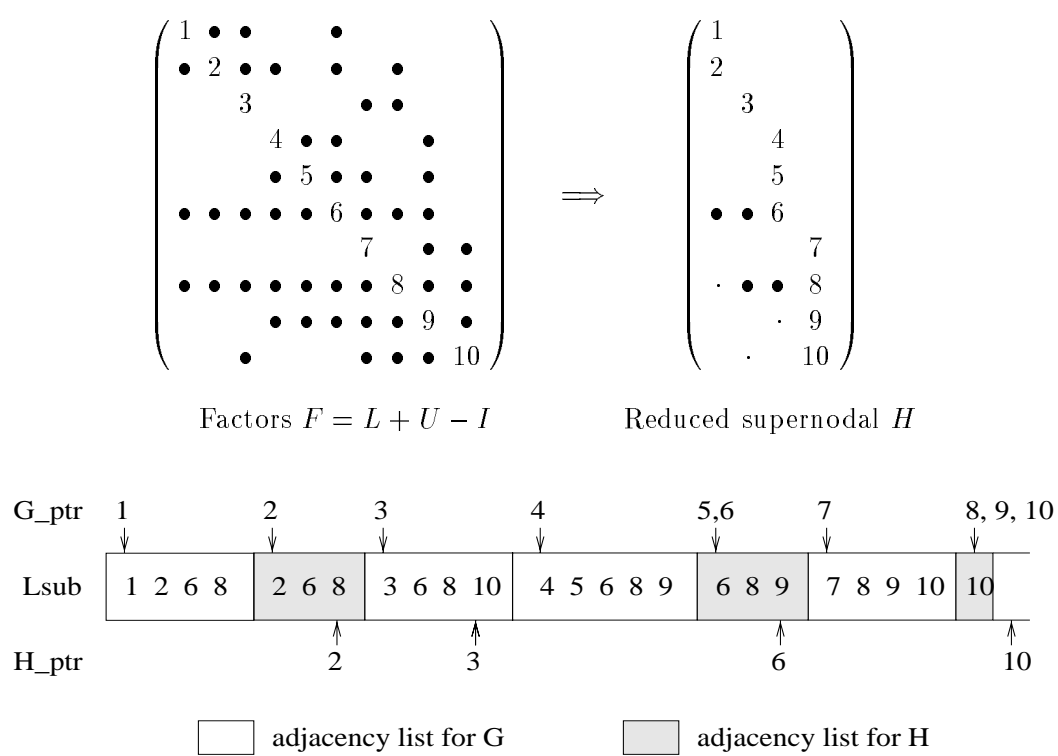 1 • • •
• 2 • • • •
3 • •
4 • • •
• 5 • • •
• • • • • 6 • • •
7 • •
• • • • • • • 8 • •
• • • • • 9 •
• • • • 10
⟹
1
2
3
4
5
• • 6
7
· • • 8
· 9
· 10
Factors F = L + U − I
Reduced supernodal H
G_ptr 1 2 3 4 5,6 7 8, 9, 10
Lsub 1 2 6 8 2 6 8 3 6 8 10 4 5 6 8 9 6 8 9 7 8 9 10 10
H_ptr 2 3 6 10
adjacency list for G adjacency list for H